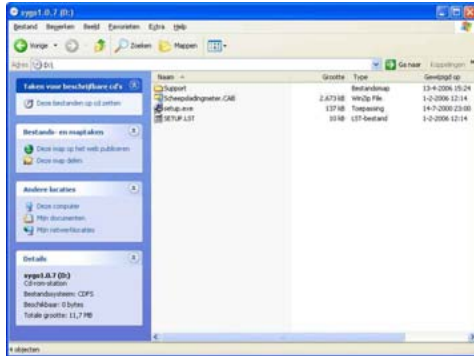 sygo1.0.7 (D:)
Bestand Bewerken Beeld Favorieten Extra Help
Vorige Zoeken Mappen
Adres D:\ Ga naar Koppelingen
Naam Grootte Type Gewijzigd op
Support Bestandsmap 13-4-2006 15:24
Scheepsladingmeter.CAB 2.673 kB WinZip File 1-2-2006 12:14
setup.exe 137 kB Toepassing 14-7-2000 23:00
SETUP.LST 10 kB LST-bestand 1-2-2006 12:14
Taken voor beschrijfbare cd's
Deze bestanden op cd zetten
Bestands- en maptaken
Deze map op het web publiceren
Deze map delen
Andere locaties
Deze computer
Mijn documenten
Mijn netwerklocaties
Details
sygo1.0.7 (D:)
Cd-rom-station
Bestandssysteem: CDFS
Beschikbaar: 0 bytes
Totale grootte: 11,7 MB
4 objecten